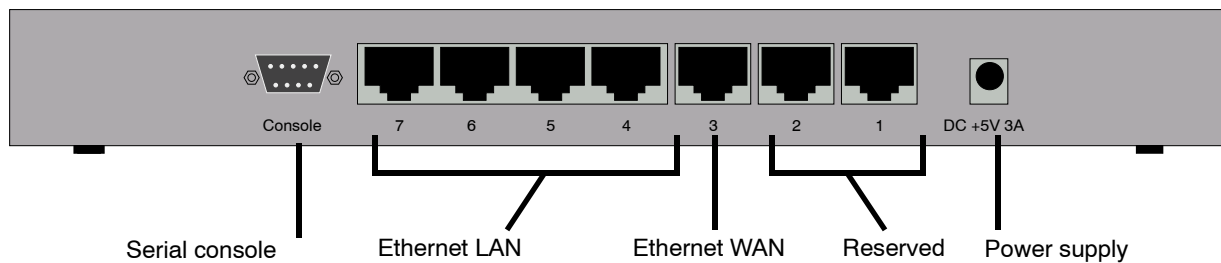 Console 7 6 5 4 3 2 1 DC +5V 3A
Serial console Ethernet LAN Ethernet WAN Reserved Power supply